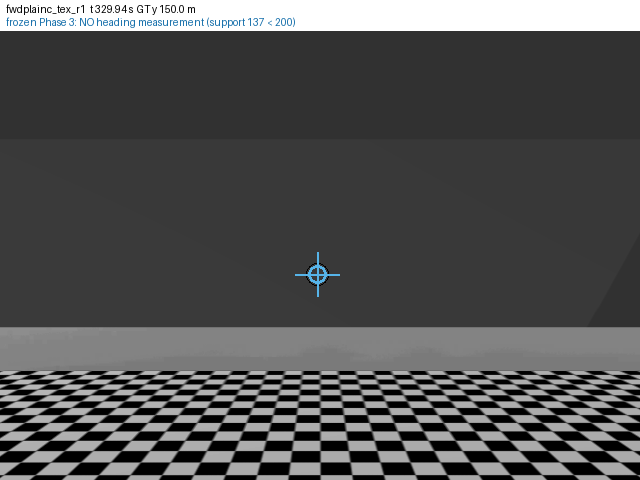 fwdplainc_tex_r1 t329.94s GTy 150.0 m
frozen Phase 3: NO heading measurement (support 137 < 200)